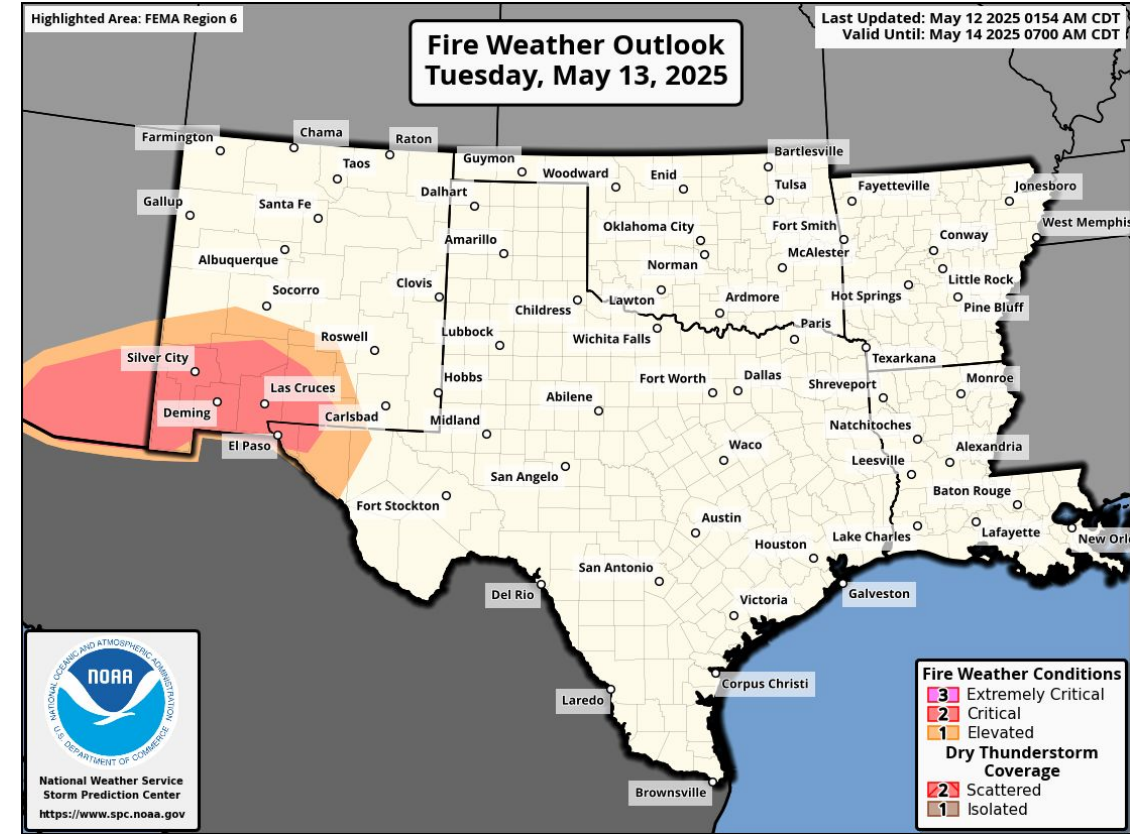 Highlighted Area: FEMA Region 6
Last Updated: May 12 2025 0154 AM CDT
Valid Until: May 14 2025 0700 AM CDT
Fire Weather Outlook
Tuesday, May 13, 2025
Farmington
Chama
Raton
Taos
Guymon
Woodward
Enid
Bartlesville
Tulsa
Fayetteville
Jonesboro
Gallup
Santa Fe
Dalhart
Oklahoma City
Fort Smith
West Memphis
Albuquerque
Amarillo
Norman
McAlester
Conway
Socorro
Clovis
Childress
Lawton
Ardmore
Hot Springs
Little Rock
Pine Bluff
Roswell
Lubbock
Wichita Falls
Paris
Texarkana
Silver City
Las Cruces
Hobbs
Fort Worth
Dallas
Shreveport
Monroe
Deming
Carlsbad
Midland
Abilene
Natchitoches
El Paso
Waco
Alexandria
San Angelo
Leesville
Fort Stockton
Baton Rouge
Austin
Houston
Lake Charles
Lafayette
New Orl
San Antonio
Del Rio
Galveston
Victoria
Laredo
Corpus Christi
Brownsville
NATIONAL OCEANIC AND ATMOSPHERIC ADMINISTRATION
NOAA
U.S. DEPARTMENT OF COMMERCE
National Weather Service
Storm Prediction Center
https://www.spc.noaa.gov
Fire Weather Conditions
3 Extremely Critical
2 Critical
1 Elevated
Dry Thunderstorm
Coverage
2 Scattered
1 Isolated